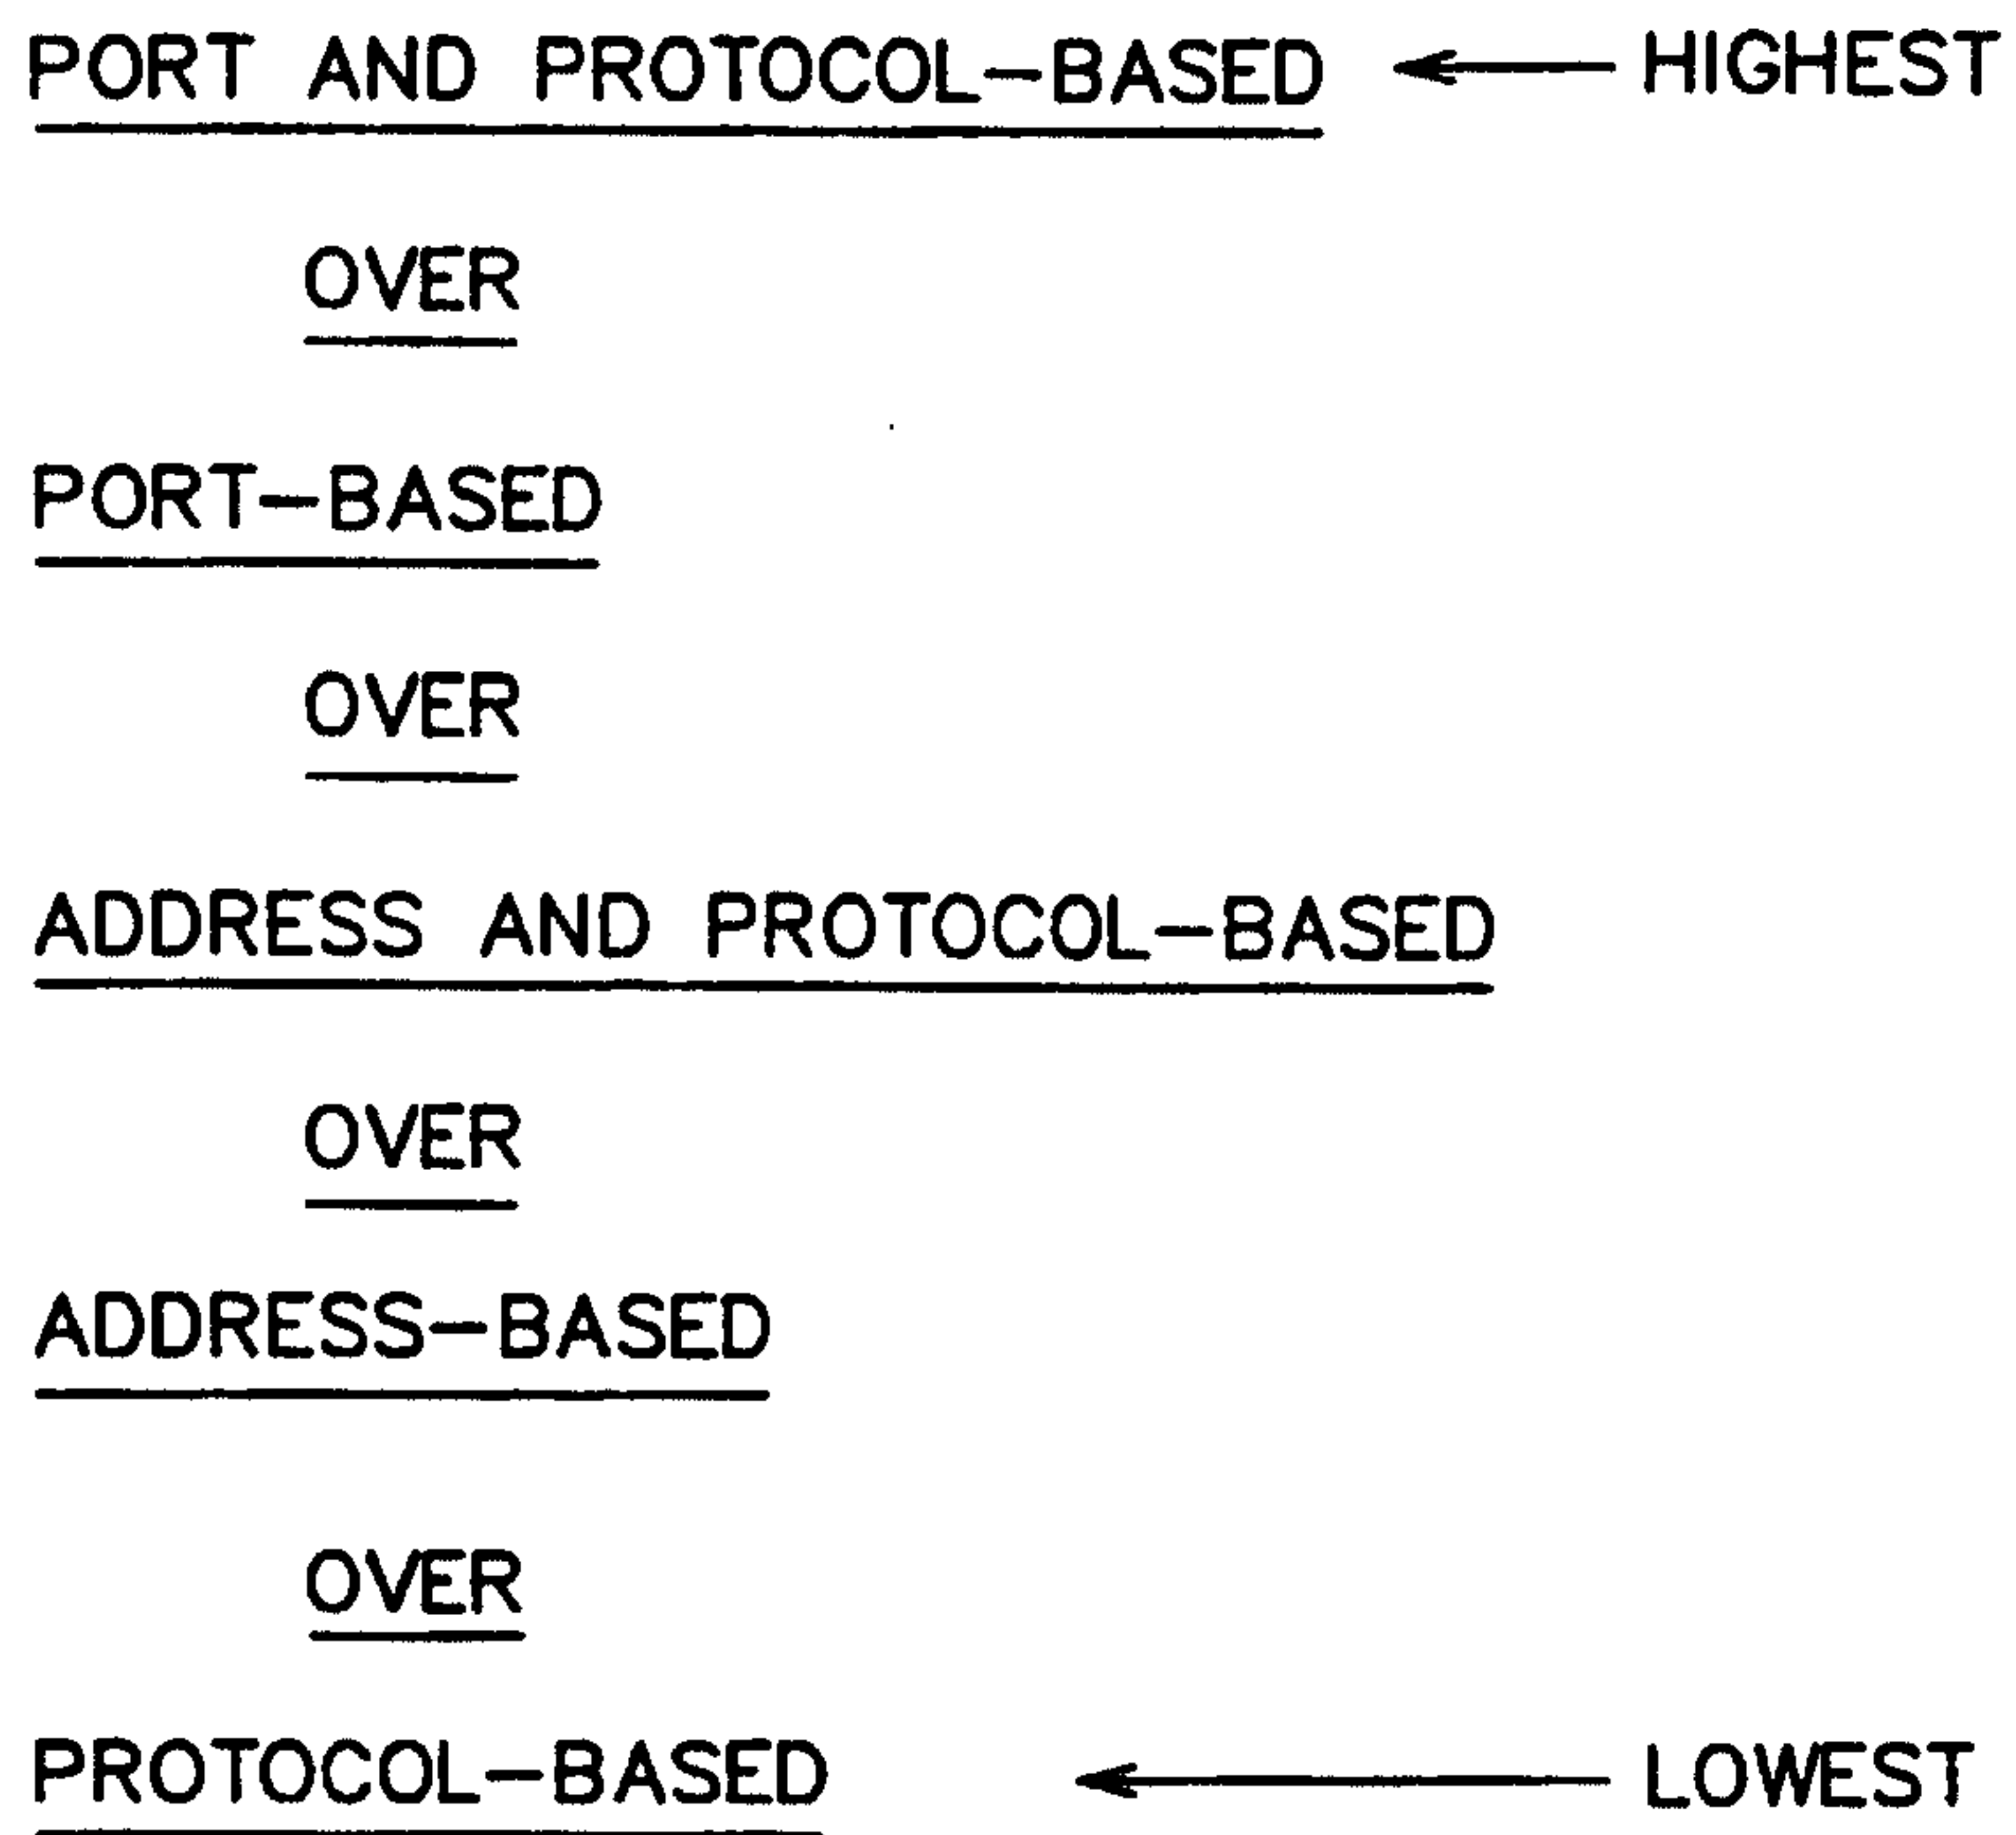 PORT AND PROTOCOL-BASED HIGHEST
OVER
PORT-BASED
OVER
ADDRESS AND PROTOCOL-BASED
OVER
ADDRESS-BASED
OVER
PROTOCOL-BASED LOWEST